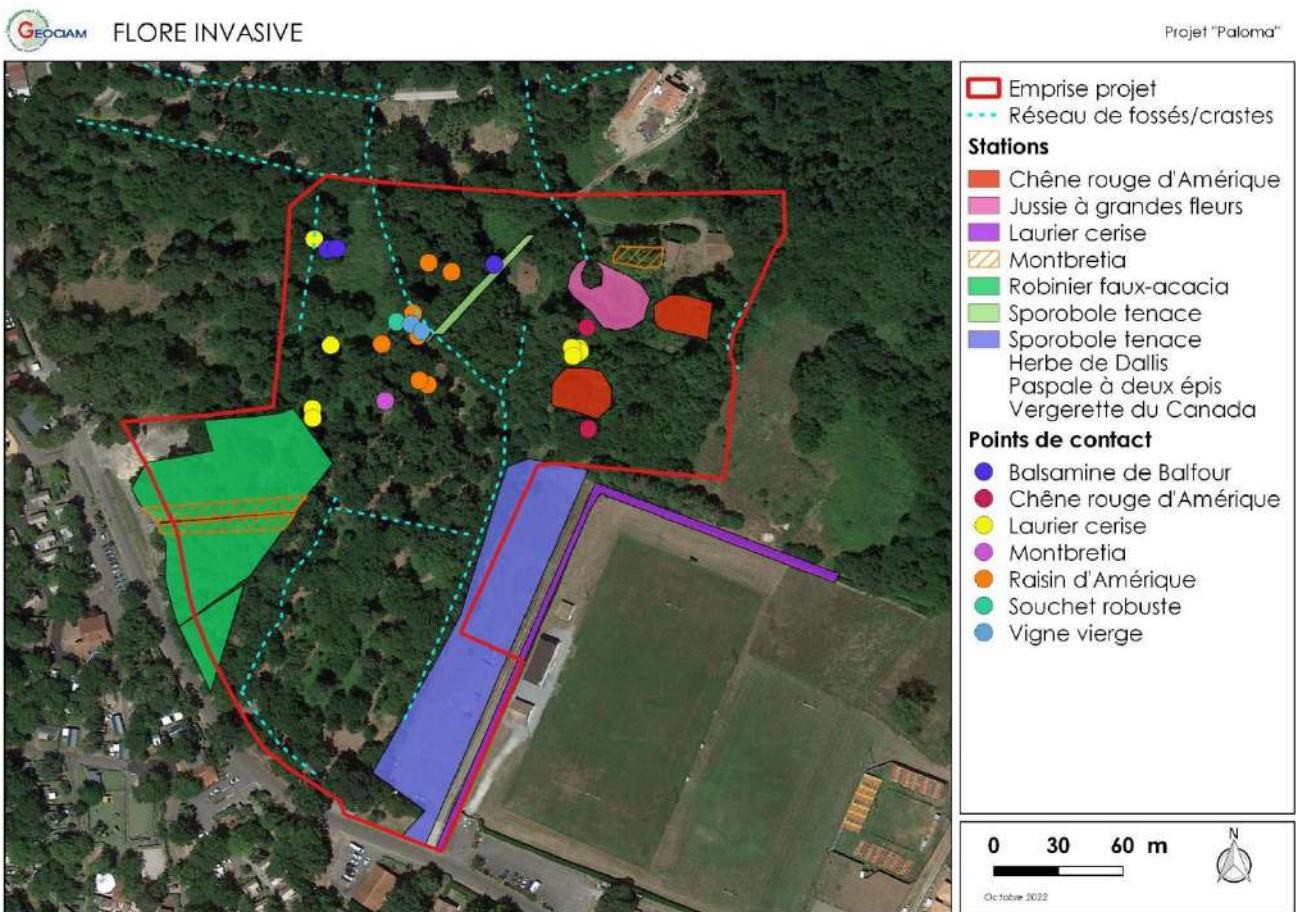 GEOCIAM
FLORE INVASIVE
Projet "Paloma"
Emprise projet
Réseau de fossés/crastes
Stations
Chêne rouge d'Amérique
Jussie à grandes fleurs
Laurier cerise
Montbretia
Robinier faux-acacia
Sporobole tenace
Sporobole tenace
Herbe de Dallis
Paspale à deux épis
Vergerette du Canada
Points de contact
Balsamine de Balfour
Chêne rouge d'Amérique
Laurier cerise
Montbretia
Raisin d'Amérique
Souchet robuste
Vigne vierge
0 30 60 m
N
Octobre 2022